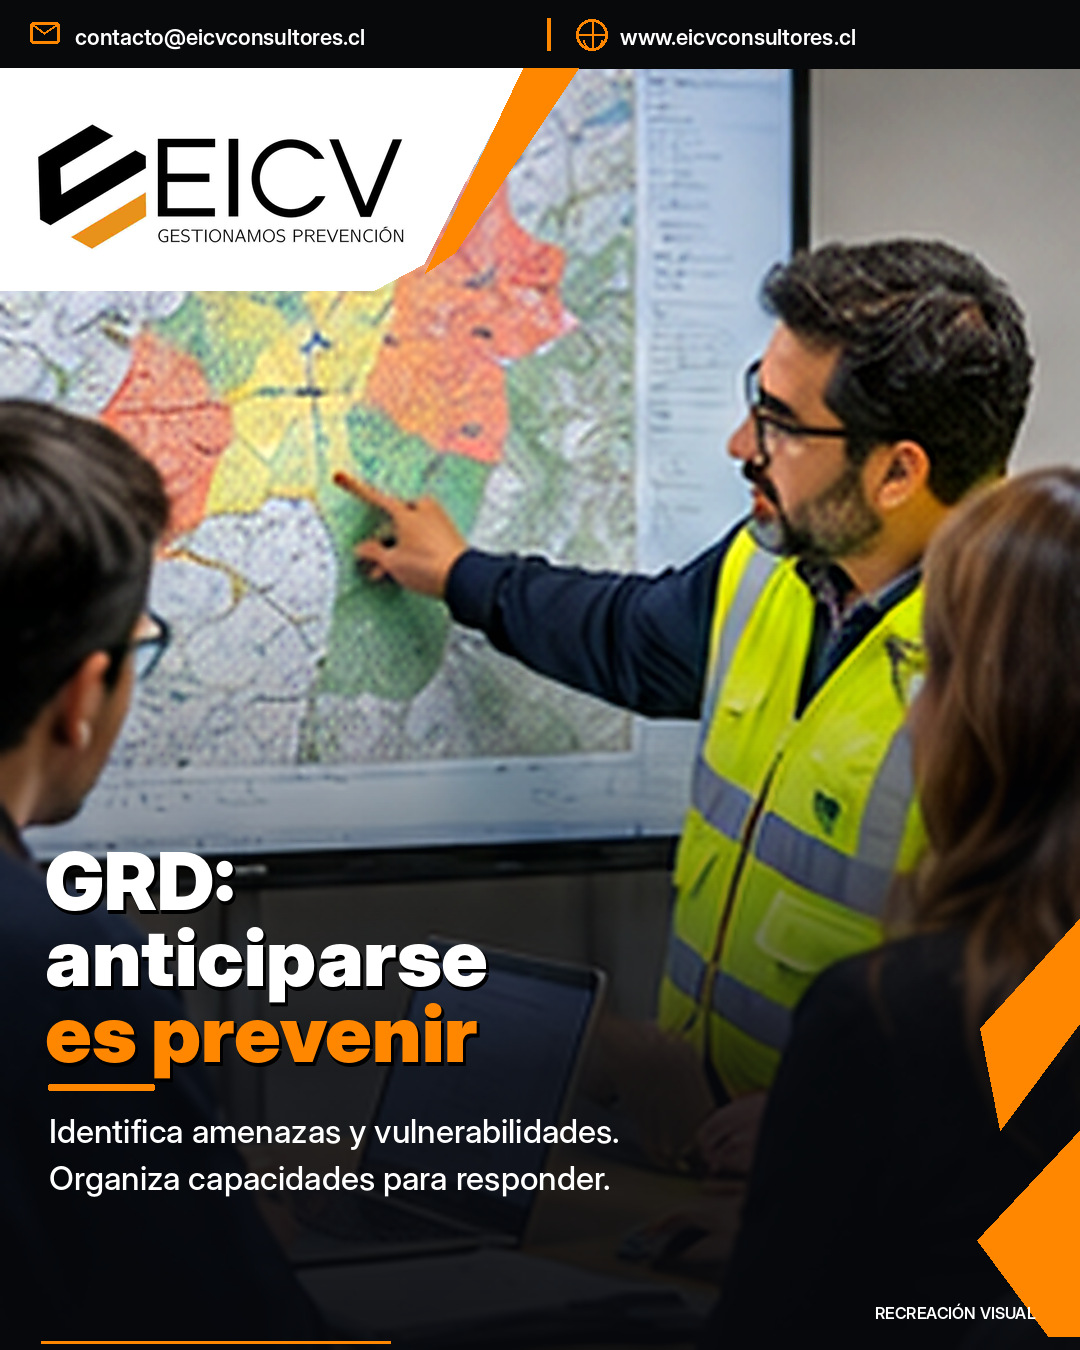 contacto@eicvconsultores.cl
www.eicvconsultores.cl
EICV
GESTIONAMOS PREVENCIÓN
GRD:
anticiparse
es prevenir
Identifica amenazas y vulnerabilidades.
Organiza capacidades para responder.
RECREACIÓN VISUAL